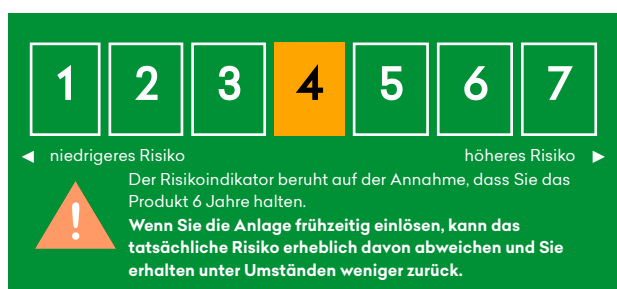 1 2 3 4 5 6 7
◄ niedrigeres Risiko höheres Risiko ►
Der Risikoindikator beruht auf der Annahme, dass Sie das
Produkt 6 Jahre halten.
Wenn Sie die Anlage frühzeitig einlösen, kann das
tatsächliche Risiko erheblich davon abweichen und Sie
erhalten unter Umständen weniger zurück.
!